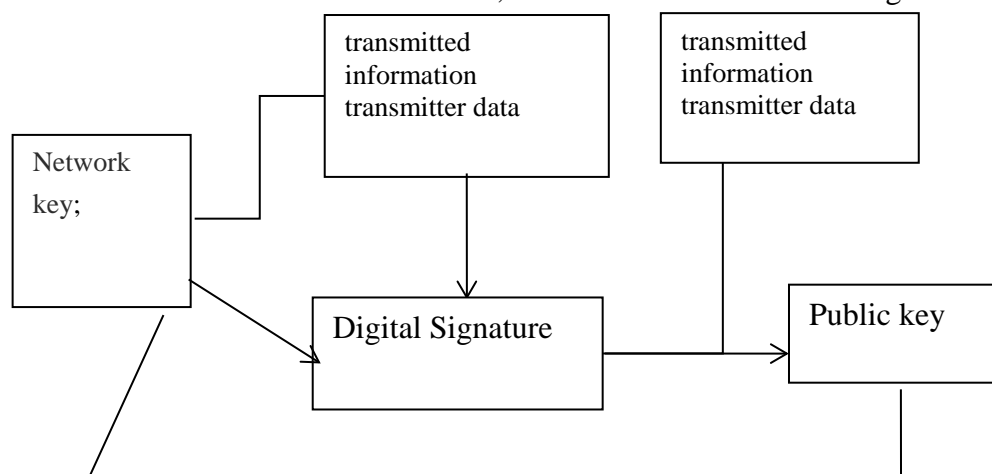 transmitted
information
transmitter data
transmitted
information
transmitter data
Network
key;
Digital Signature
Public key